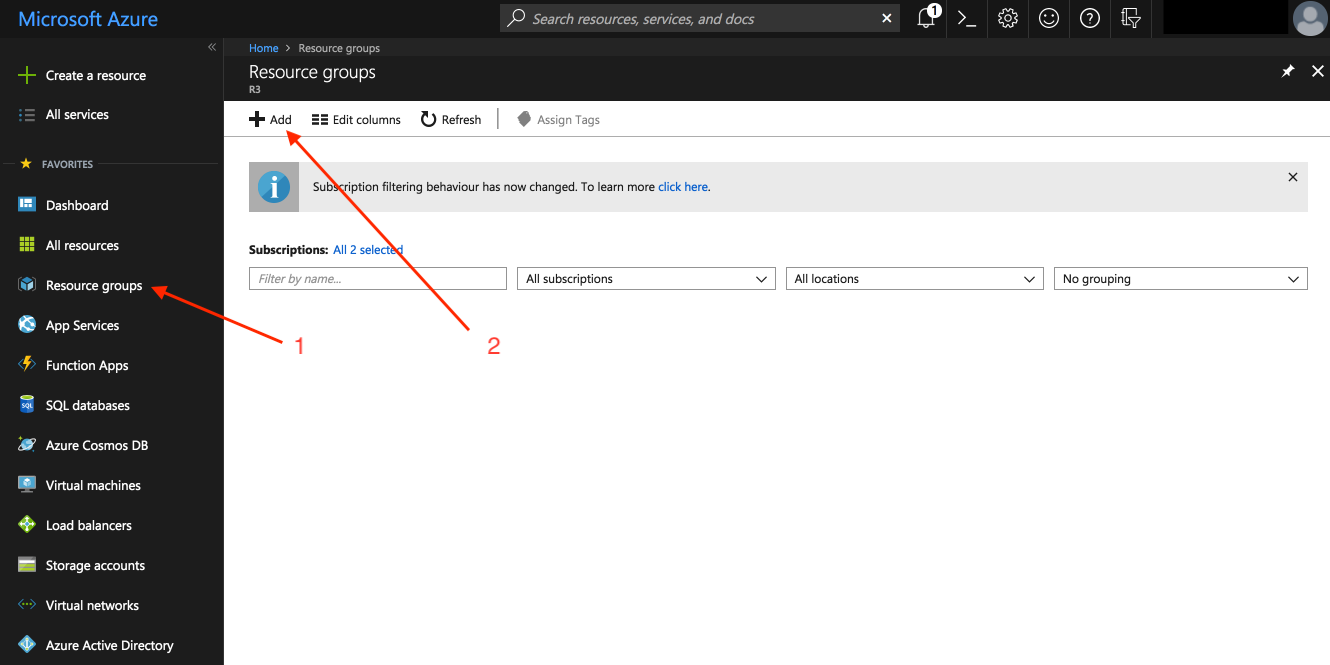 Microsoft Azure
Search resources, services, and docs
1
Create a resource
All services
FAVORITES
Dashboard
All resources
Resource groups
App Services
Function Apps
SQL databases
Azure Cosmos DB
Virtual machines
Load balancers
Storage accounts
Virtual networks
Azure Active Directory
Home > Resource groups
Resource groups
R3
Add Edit columns Refresh Assign Tags
Subscription filtering behaviour has now changed. To learn more click here.
Subscriptions: All 2 selected
Filter by name... All subscriptions All locations No grouping
1
2
SQL